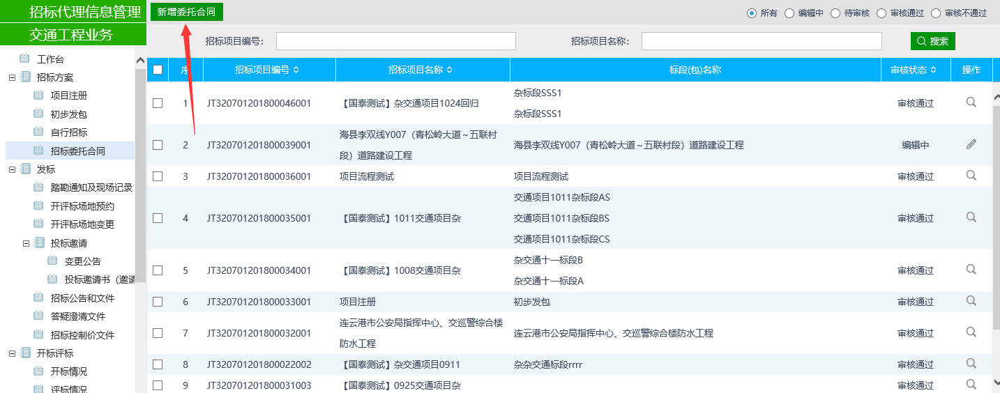 招标代理信息管理
交通工程业务
工作台
招标方案
项目注册
初步发包
自行招标
招标委托合同
发标
踏勘通知及现场记录
开评标场地预约
开评标场地变更
投标邀请
变更公告
投标邀请书（邀请
招标公告和文件
答疑澄清文件
招标控制价文件
开标评标
开标情况
评标情况
新增委托合同
所有 编辑中 待审核 审核通过 审核不通过
招标项目编号： 招标项目名称： 搜索
序 招标项目编号 招标项目名称 标段(包)名称 审核状态 操作
1 JT320701201800046001 【国泰测试】杂交通项目1024回归 杂标段SSS1 审核通过
杂标段SSS1
2 JT320701201800039001 海县李双线Y007（青松岭大道～五联村 海县李双线Y007（青松岭大道～五联村段）道路建设工程 编辑中
段）道路建设工程
3 JT320701201800036001 项目流程测试 项目流程测试 审核通过
交通项目1011杂标段AS
4 JT320701201800035001 【国泰测试】1011交通项目杂 交通项目1011杂标段BS 审核通过
交通项目1011杂标段CS
5 JT320701201800034001 【国泰测试】1008交通项目杂 杂交通十一标段B 审核通过
杂交通十一标段A
6 JT320701201800033001 项目注册 初步发包 审核通过
7 JT320701201800032001 连云港市公安局指挥中心、交巡警综合楼 连云港市公安局指挥中心、交巡警综合楼防水工程 审核通过
防水工程
8 JT320701201800022002 【国泰测试】杂交通项目0911 杂杂交通标段rrrr 审核通过
9 JT320701201800031003 【国泰测试】0925交通项目杂 审核通过